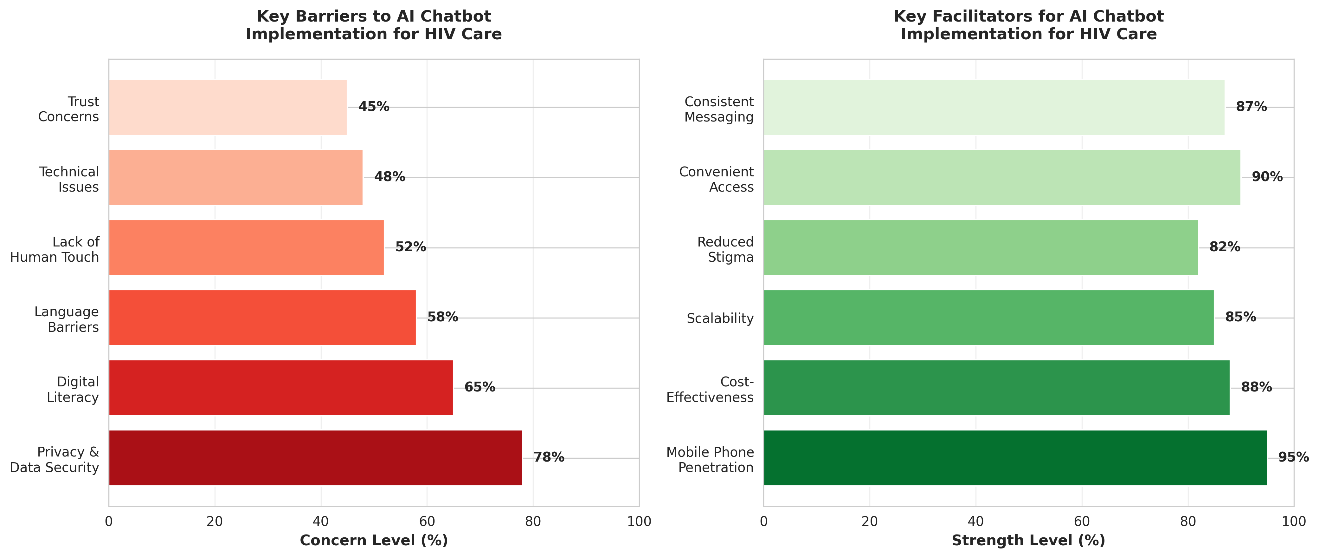 Key Barriers to AI Chatbot
Implementation for HIV Care
Trust
Concerns
45%
Technical
Issues
48%
Lack of
Human Touch
52%
Language
Barriers
58%
Digital
Literacy
65%
Privacy &
Data Security
78%
0 20 40 60 80 100
Concern Level (%)
Key Facilitators for AI Chatbot
Implementation for HIV Care
Consistent
Messaging
87%
Convenient
Access
90%
Reduced
Stigma
82%
Scalability
85%
Cost-
Effectiveness
88%
Mobile Phone
Penetration
95%
0 20 40 60 80 100
Strength Level (%)